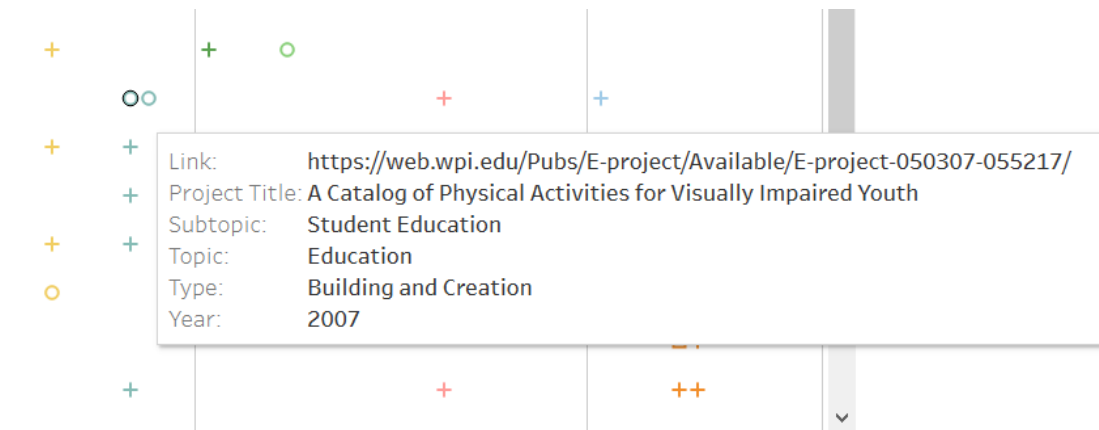 Link: https://web.wpi.edu/Pubs/E-project/Available/E-project-050307-055217/
Project Title: A Catalog of Physical Activities for Visually Impaired Youth
Subtopic: Student Education
Topic: Education
Type: Building and Creation
Year: 2007